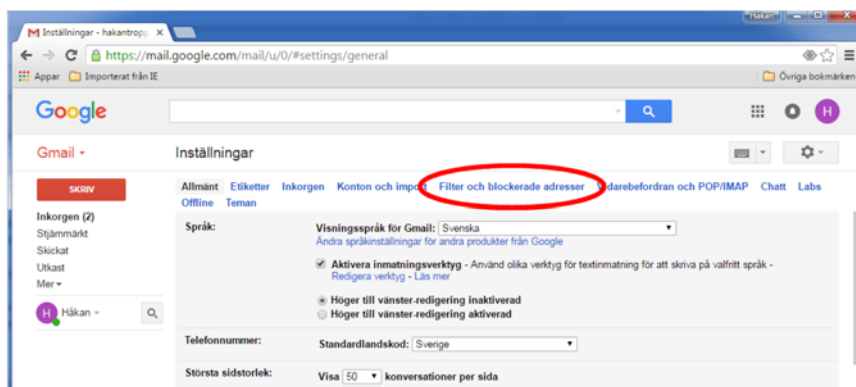 Håkan
Inställningar - hakantropp
https://mail.google.com/mail/u/0/#settings/general
Appar Importerat från IE Övriga bokmärken
Google
H
Gmail Inställningar
SKRIV
Allmänt Etiketter Inkorgen Konton och import Filter och blockerade adresser Vidarebefordran och POP/IMAP Chatt Labs
Offline Teman
Inkorgen (2)
Stjärnmärkt
Skickat
Utkast
Mer
H Håkan
Språk:
Visningsspråk för Gmail: Svenska
Ändra språkinställningar för andra produkter från Google
Aktivera inmatningsverktyg - Använd olika verktyg för textinmatning för att skriva på valfritt språk -
Redigera verktyg - Läs mer
Höger till vänster-redigering inaktiverad
Höger till vänster-redigering aktiverad
Telefonnummer:
Standardlandskod: Sverige
Största sidstorlek:
Visa 50 konversationer per sida